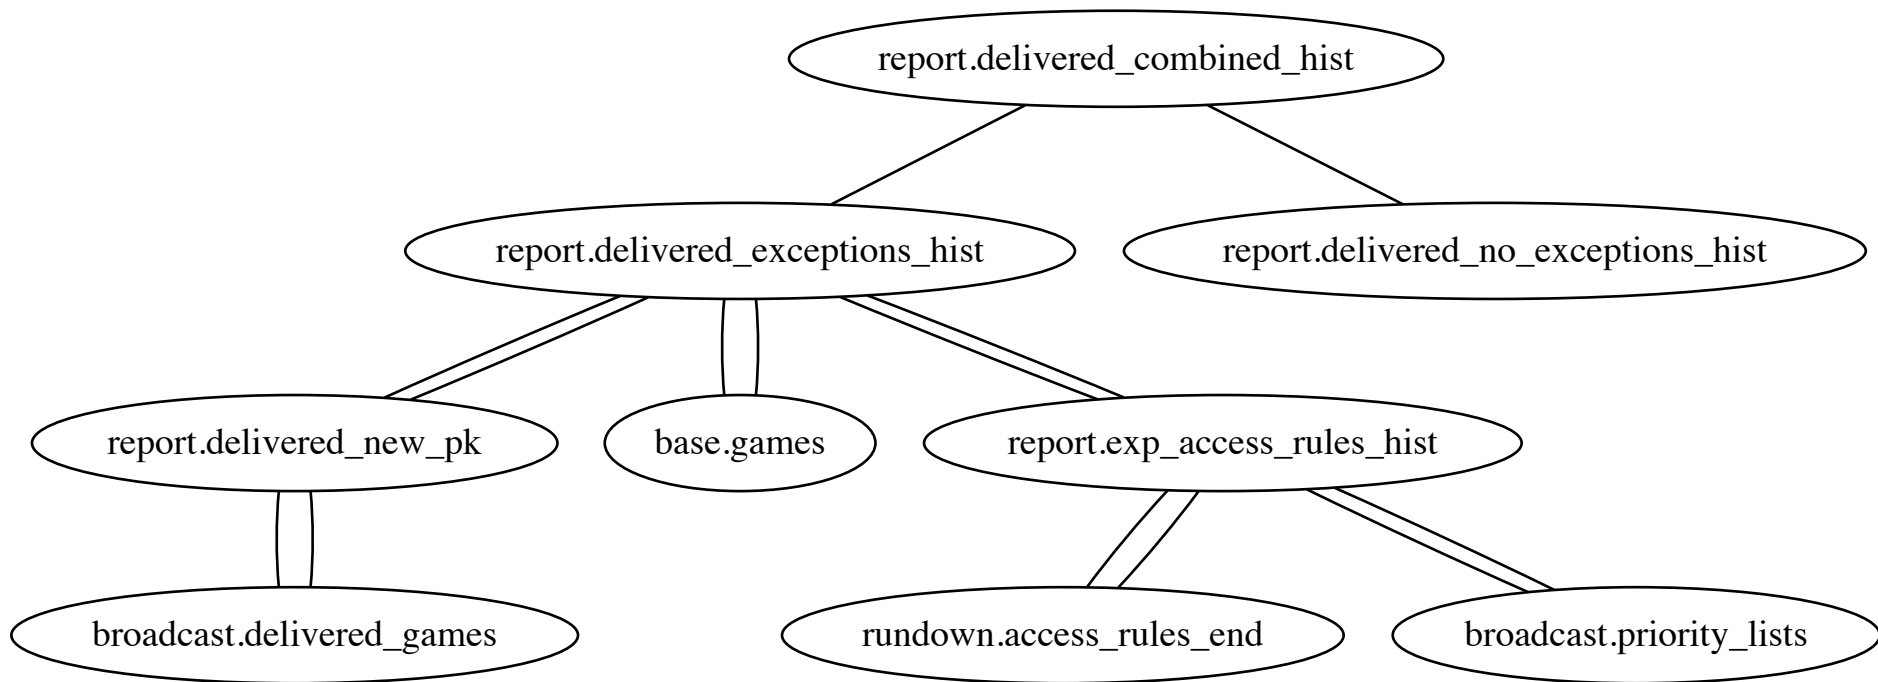 report.delivered_combined_hist
report.delivered_exceptions_hist
report.delivered_no_exceptions_hist
report.delivered_new_pk
base.games
report.exp_access_rules_hist
broadcast.delivered_games
rundown.access_rules_end
broadcast.priority_lists